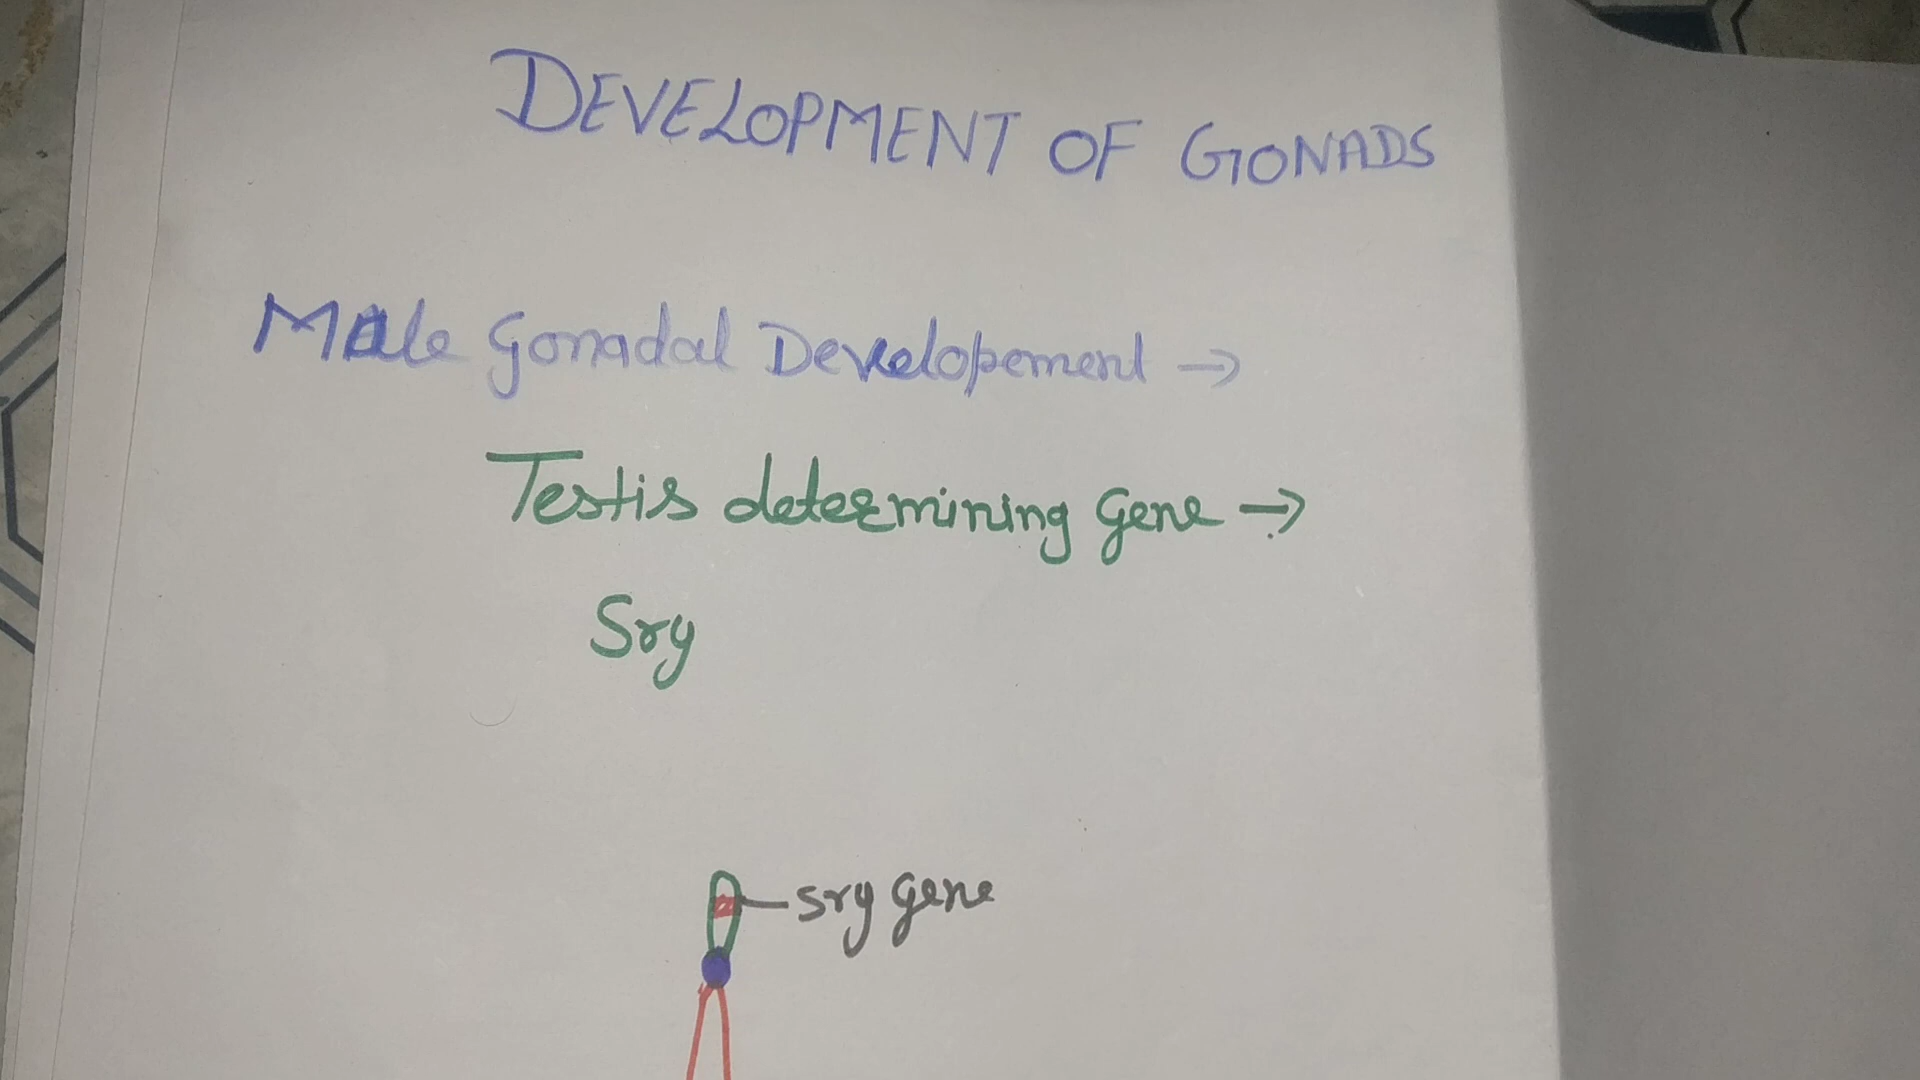 DEVELOPMENT OF GONADS
Male Gonadal Developement →
Testis determining Gene →
Sry
sry gene